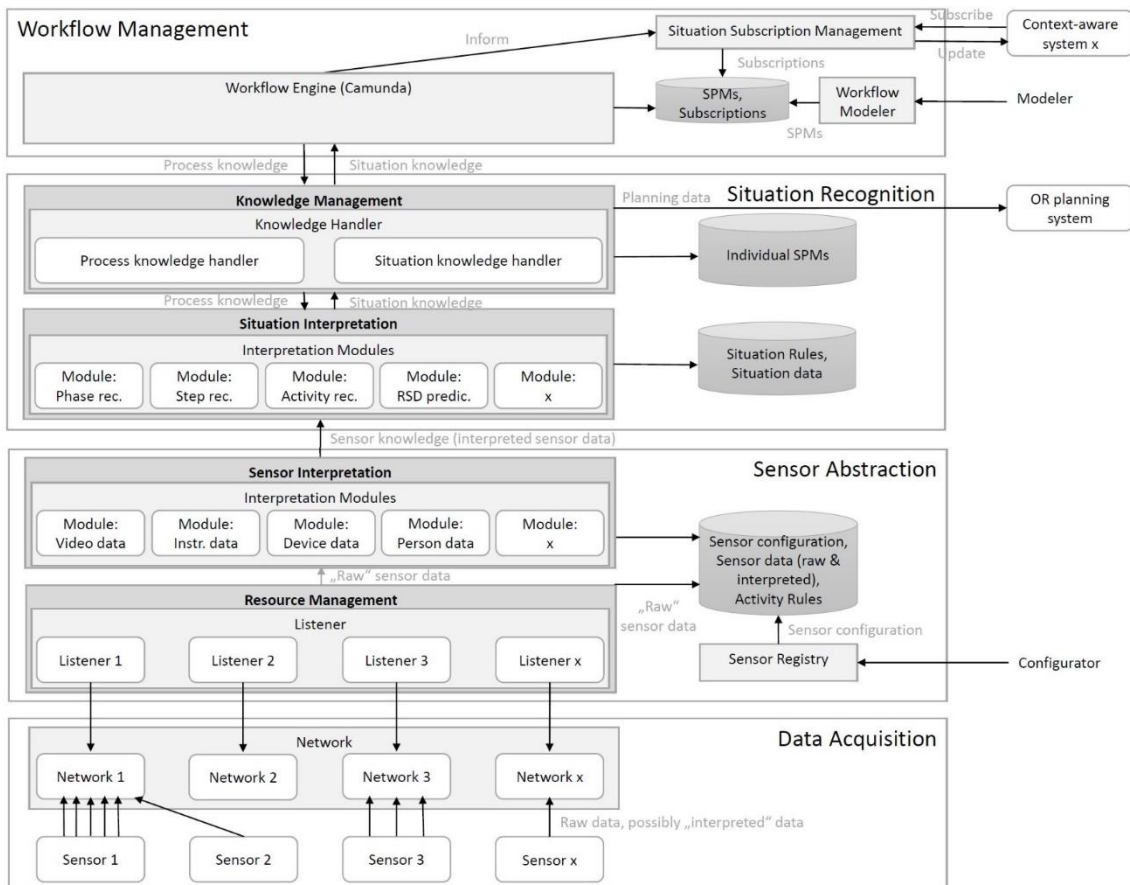 Workflow Management
Inform
Situation Subscription Management
Subscribe
Update
Context-aware
system x
Subscriptions
Workflow Engine (Camunda)
SPMs,
Subscriptions
SPMs
Workflow
Modeler
Modeler
Process knowledge
Situation knowledge
Situation Recognition
Knowledge Management
Knowledge Handler
Process knowledge handler
Situation knowledge handler
Planning data
OR planning
system
Individual SPMs
Process knowledge
Situation knowledge
Situation Interpretation
Interpretation Modules
Module:
Phase rec.
Module:
Step rec.
Module:
Activity rec.
Module:
RSD predic.
Module:
x
Situation Rules,
Situation data
Sensor knowledge (interpreted sensor data)
Sensor Abstraction
Sensor Interpretation
Interpretation Modules
Module:
Video data
Module:
Instr. data
Module:
Device data
Module:
Person data
Module:
x
Sensor configuration,
Sensor data (raw &
interpreted),
Activity Rules
„Raw“ sensor data
Resource Management
Listener
Listener 1
Listener 2
Listener 3
Listener x
„Raw“
sensor data
Sensor configuration
Sensor Registry
Configurator
Data Acquisition
Network
Network 1
Network 2
Network 3
Network x
Raw data, possibly „interpreted“ data
Sensor 1
Sensor 2
Sensor 3
Sensor x